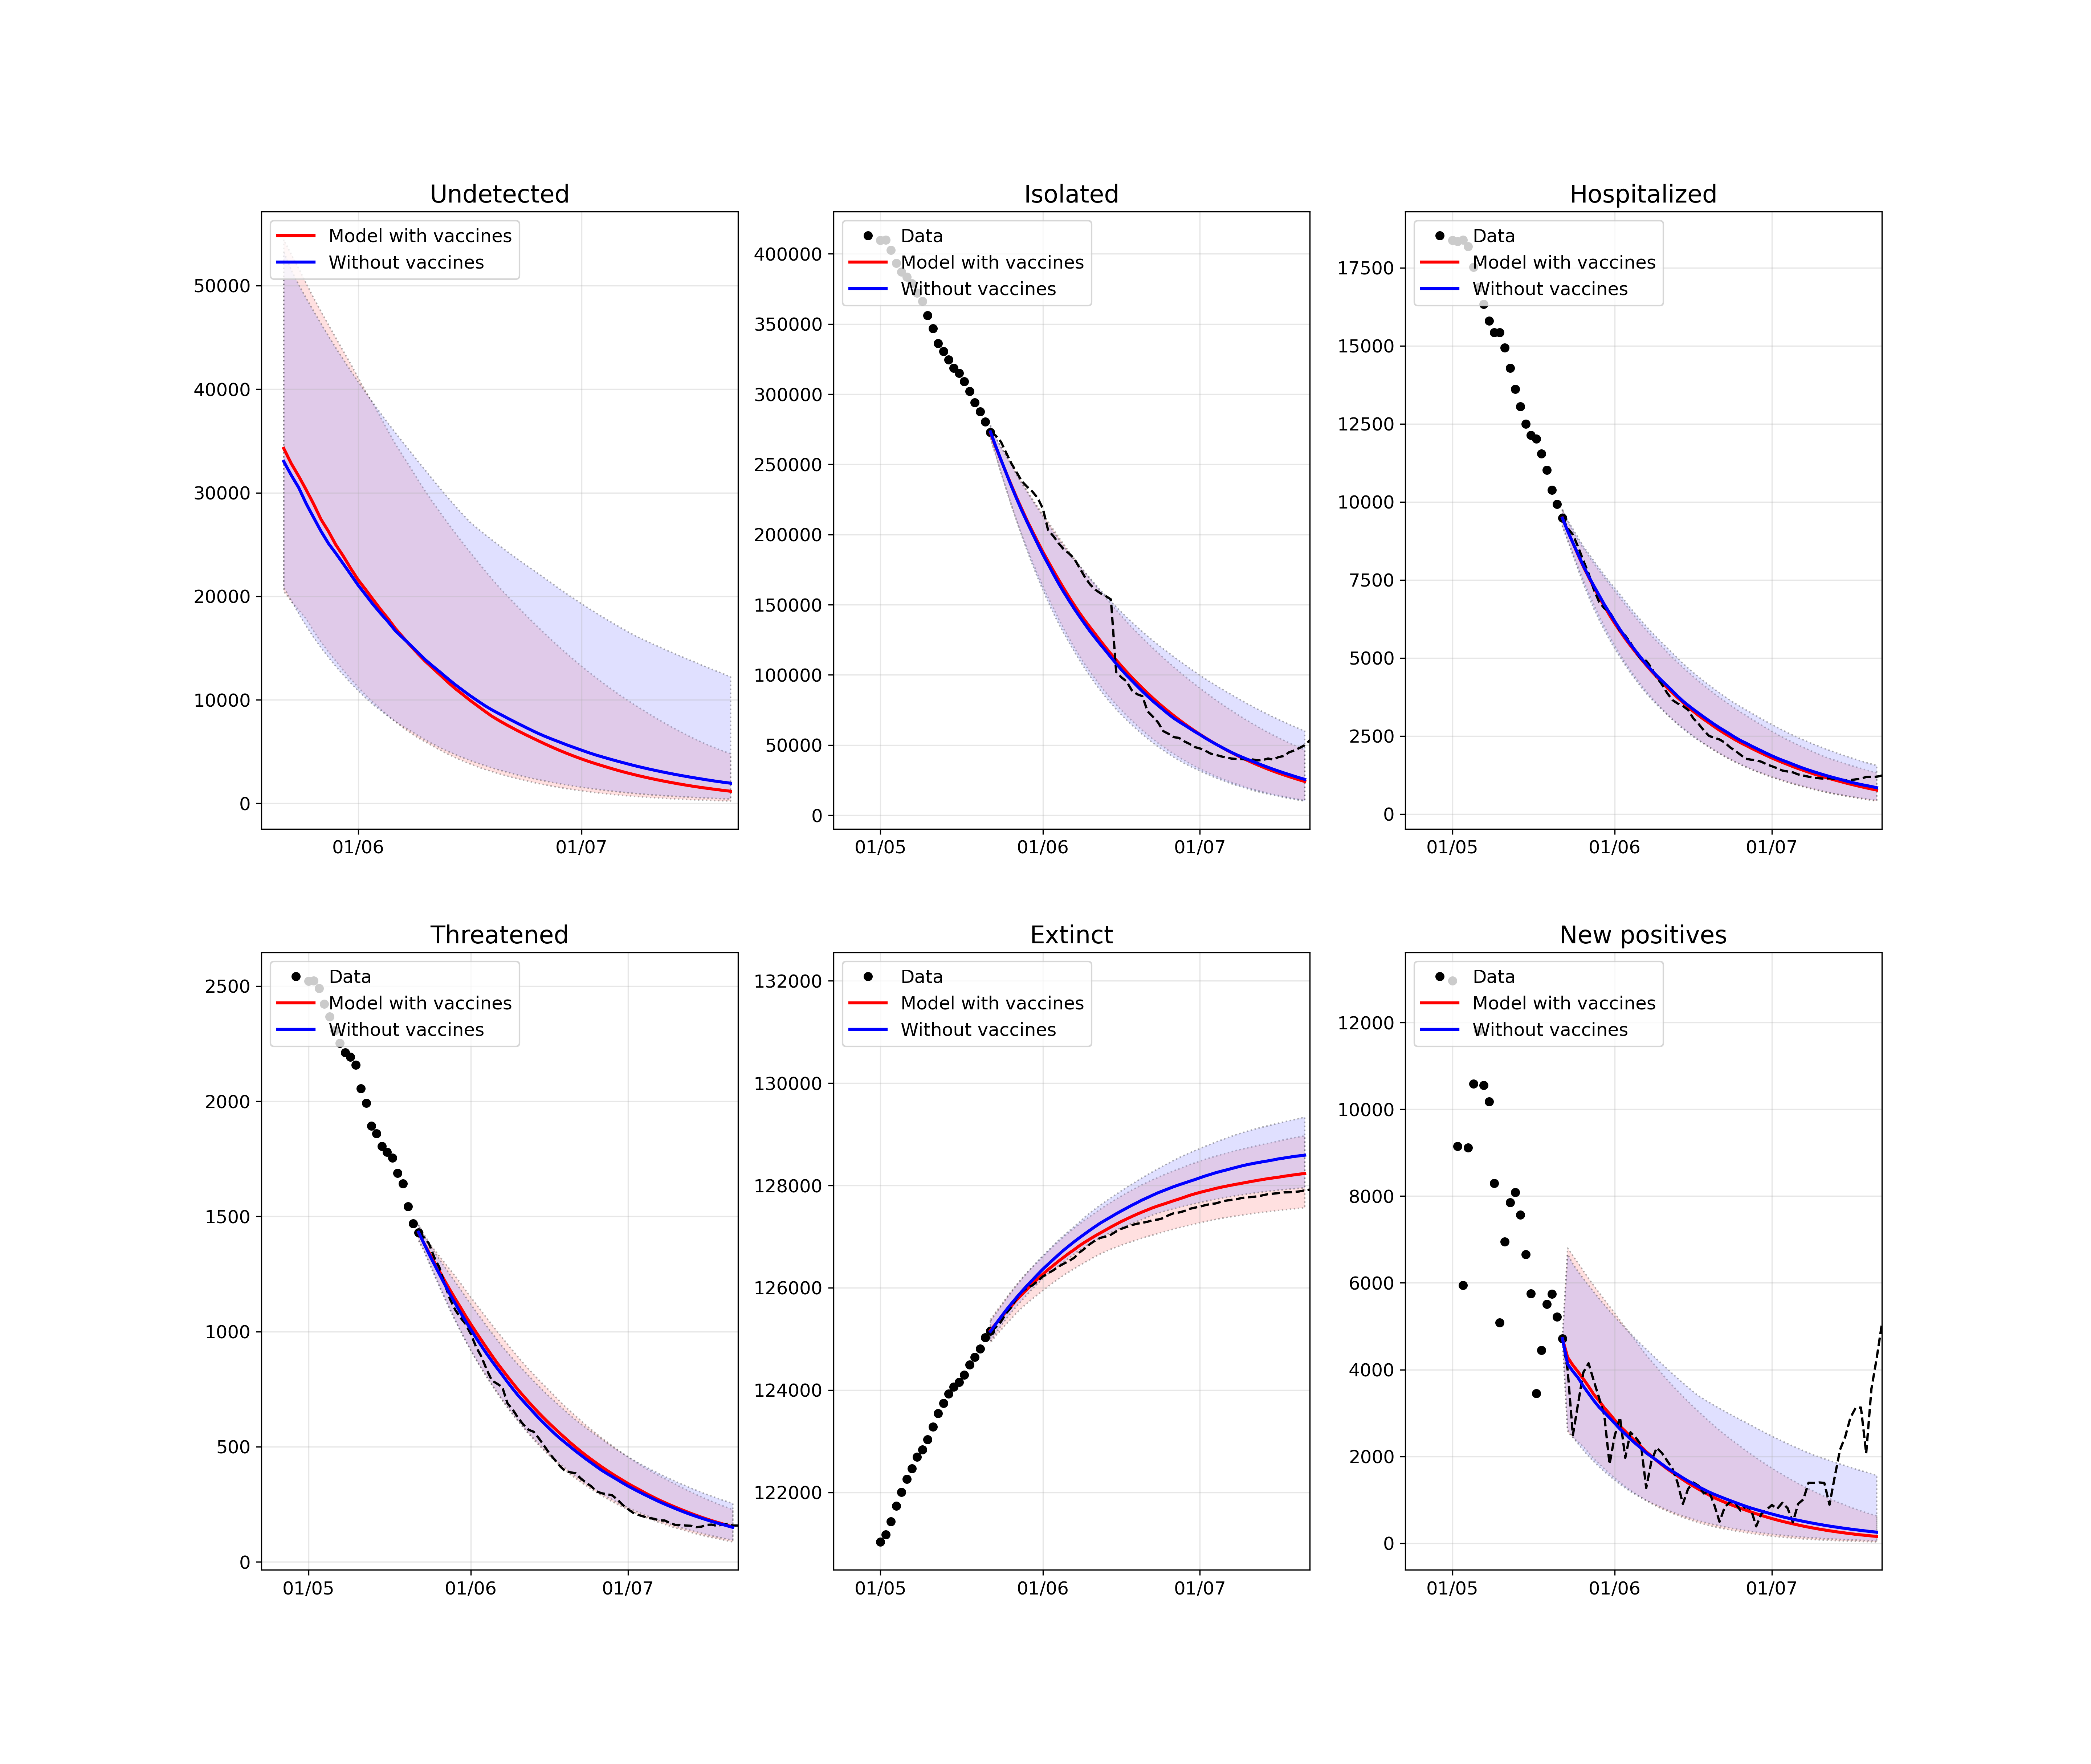 Undetected
Model with vaccines
Without vaccines
50000
40000
30000
20000
10000
0
01/06
01/07
Isolated
Data
Model with vaccines
Without vaccines
400000
350000
300000
250000
200000
150000
100000
50000
0
01/05
01/06
01/07
Hospitalized
Data
Model with vaccines
Without vaccines
17500
15000
12500
10000
7500
5000
2500
0
01/05
01/06
01/07
Threatened
Data
Model with vaccines
Without vaccines
2500
2000
1500
1000
500
0
01/05
01/06
01/07
Extinct
Data
Model with vaccines
Without vaccines
132000
130000
128000
126000
124000
122000
01/05
01/06
01/07
New positives
Data
Model with vaccines
Without vaccines
12000
10000
8000
6000
4000
2000
0
01/05
01/06
01/07